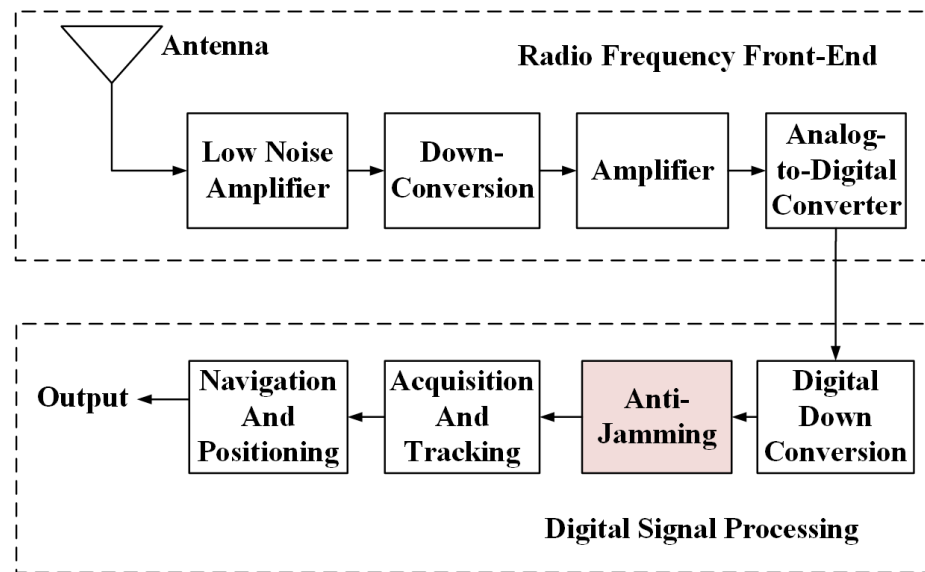 Antenna
Radio Frequency Front-End
Low Noise
Amplifier
Down-
Conversion
Amplifier
Analog-
to-Digital
Converter
Output
Navigation
And
Positioning
Acquisition
And
Tracking
Anti-
Jamming
Digital
Down
Conversion
Digital Signal Processing